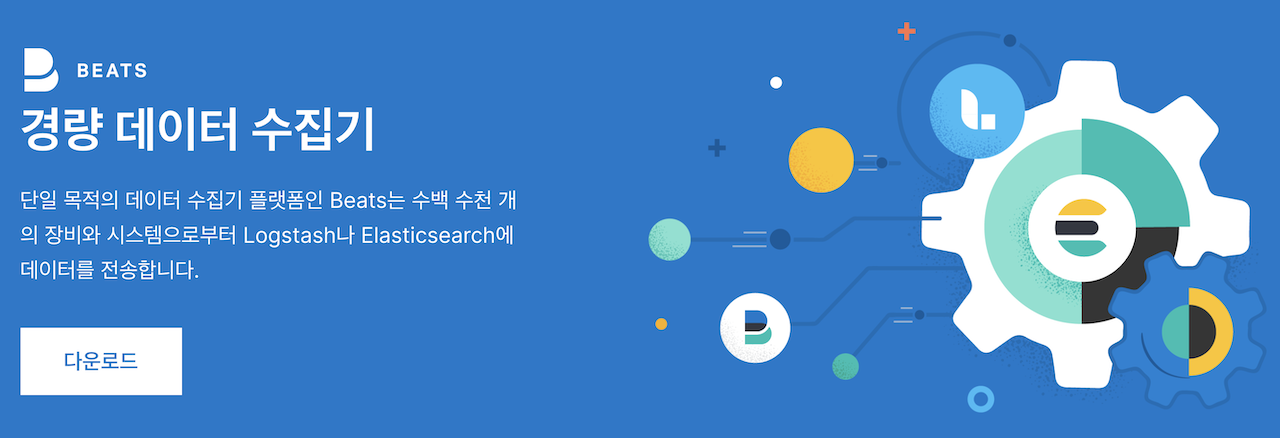 BEATS
경량 데이터 수집기
단일 목적의 데이터 수집기 플랫폼인 Beats는 수백 수천 개
의 장비와 시스템으로부터 Logstash나 Elasticsearch에
데이터를 전송합니다.
다운로드